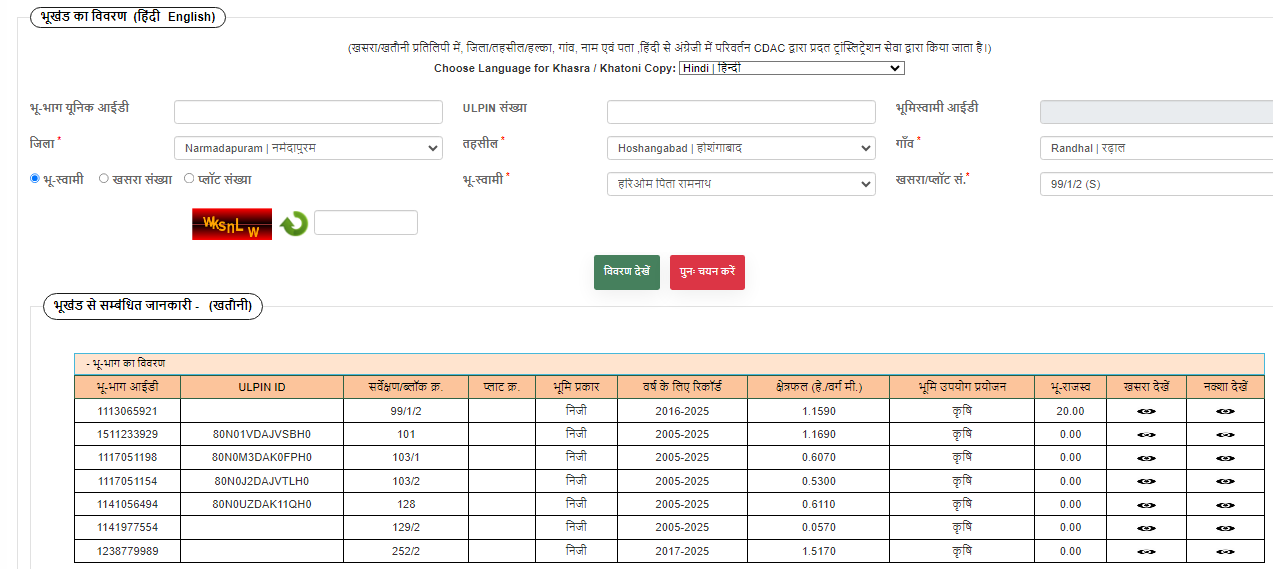 भूखंड का विवरण (हिंदी English)
(खसरा/खतौनी प्रतिलिपी में, जिला/तहसील/हल्का, गांव, नाम एवं पता ,हिंदी से अंग्रेजी में परिवर्तन CDAC द्वारा प्रदत ट्रांस्लिट्रेशन सेवा द्वारा किया जाता है।)
Choose Language for Khasra / Khatoni Copy: Hindi | हिन्दी
भू-भाग यूनिक आईडी ULPIN संख्या भूमिस्वामी आईडी
जिला * Narmadapuram | नर्मदापुरम तहसील * Hoshangabad | होशंगाबाद गाँव * Randhal | रढ़ाल
भू-स्वामी खसरा संख्या प्लॉट संख्या भू-स्वामी * हरिओम पिता रामनाथ खसरा/प्लॉट सं.* 99/1/2 (S)
WksnL W
विवरण देखें पुनः चयन करें
भूखंड से सम्बंधित जानकारी - (खतौनी)
- भू-भाग का विवरण
भू-भाग आईडी ULPIN ID सर्वेक्षण/ब्लॉक क्र. प्लाट क्र. भूमि प्रकार वर्ष के लिए रिकॉर्ड क्षेत्रफल (हे./वर्ग मी.) भूमि उपयोग प्रयोजन भू-राजस्व खसरा देखें नक्शा देखें
1113065921 99/1/2 निजी 2016-2025 1.1590 कृषि 20.00
1511233929 80N01VDAJVSBH0 101 निजी 2005-2025 1.1690 कृषि 0.00
1117051198 80N0M3DAK0FPH0 103/1 निजी 2005-2025 0.6070 कृषि 0.00
1117051154 80N0J2DAJVTLH0 103/2 निजी 2005-2025 0.5300 कृषि 0.00
1141056494 80N0UZDAK11QH0 128 निजी 2005-2025 0.6110 कृषि 0.00
1141977554 129/2 निजी 2005-2025 0.0570 कृषि 0.00
1238779989 252/2 निजी 2017-2025 1.5170 कृषि 0.00